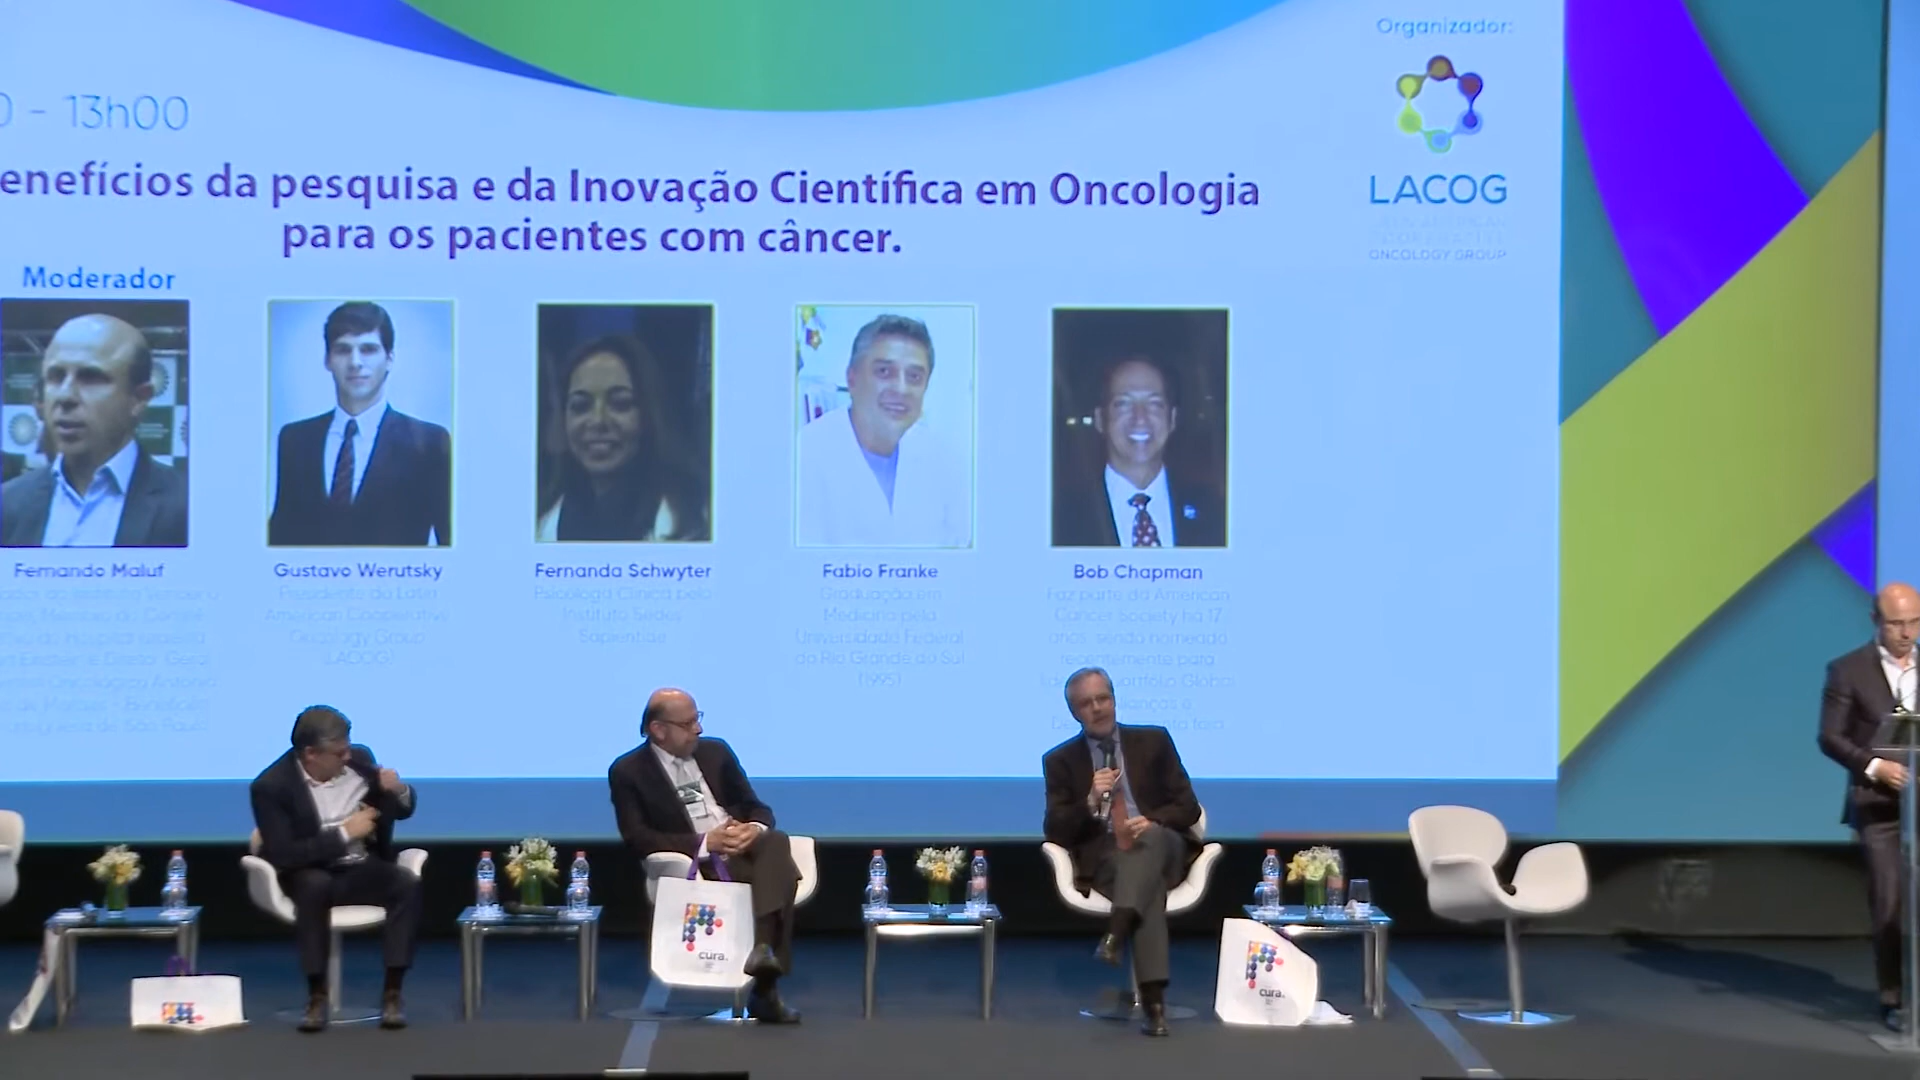 Organizador:
0 - 13h00
LACOG
enefícios da pesquisa e da Inovação Científica em Oncologia
para os pacientes com câncer.
ONCOLOGY GROUP
Moderador
Fernando Maluf
Gustavo Werutsky
Fernanda Schwyter
Fabio Franke
Bob Chapman
Presidente do Latin
American Cooperative
Oncology Group
(LACOG)
Psicóloga Clínica pelo
Instituto Sedes
Sapientiae
Graduação em
Medicina pela
Universidade Federal
do Rio Grande do Sul
(1995)
Faz parte da American
Cancer Society há 17
anos, sendo nomeado
recentemente para
cura.
cura.